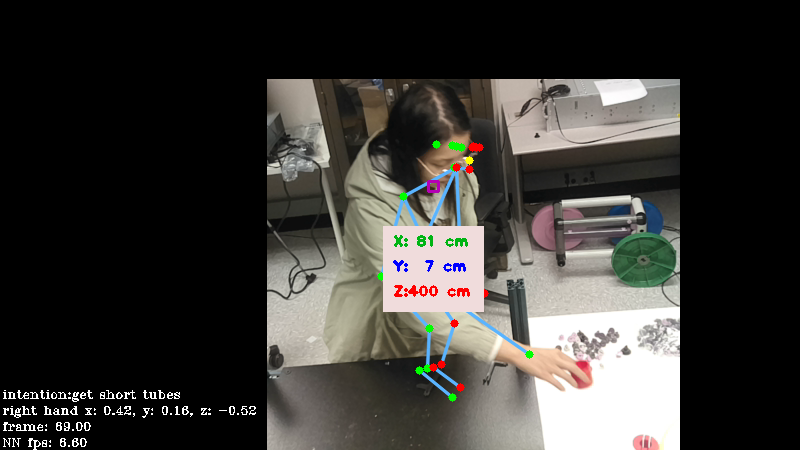 X: 81 cm
Y: 7 cm
Z:400 cm
intention:get short tubes
right hand x: 0.42, y: 0.16, z: -0.52
frame: 69.00
NN fps: 6.60